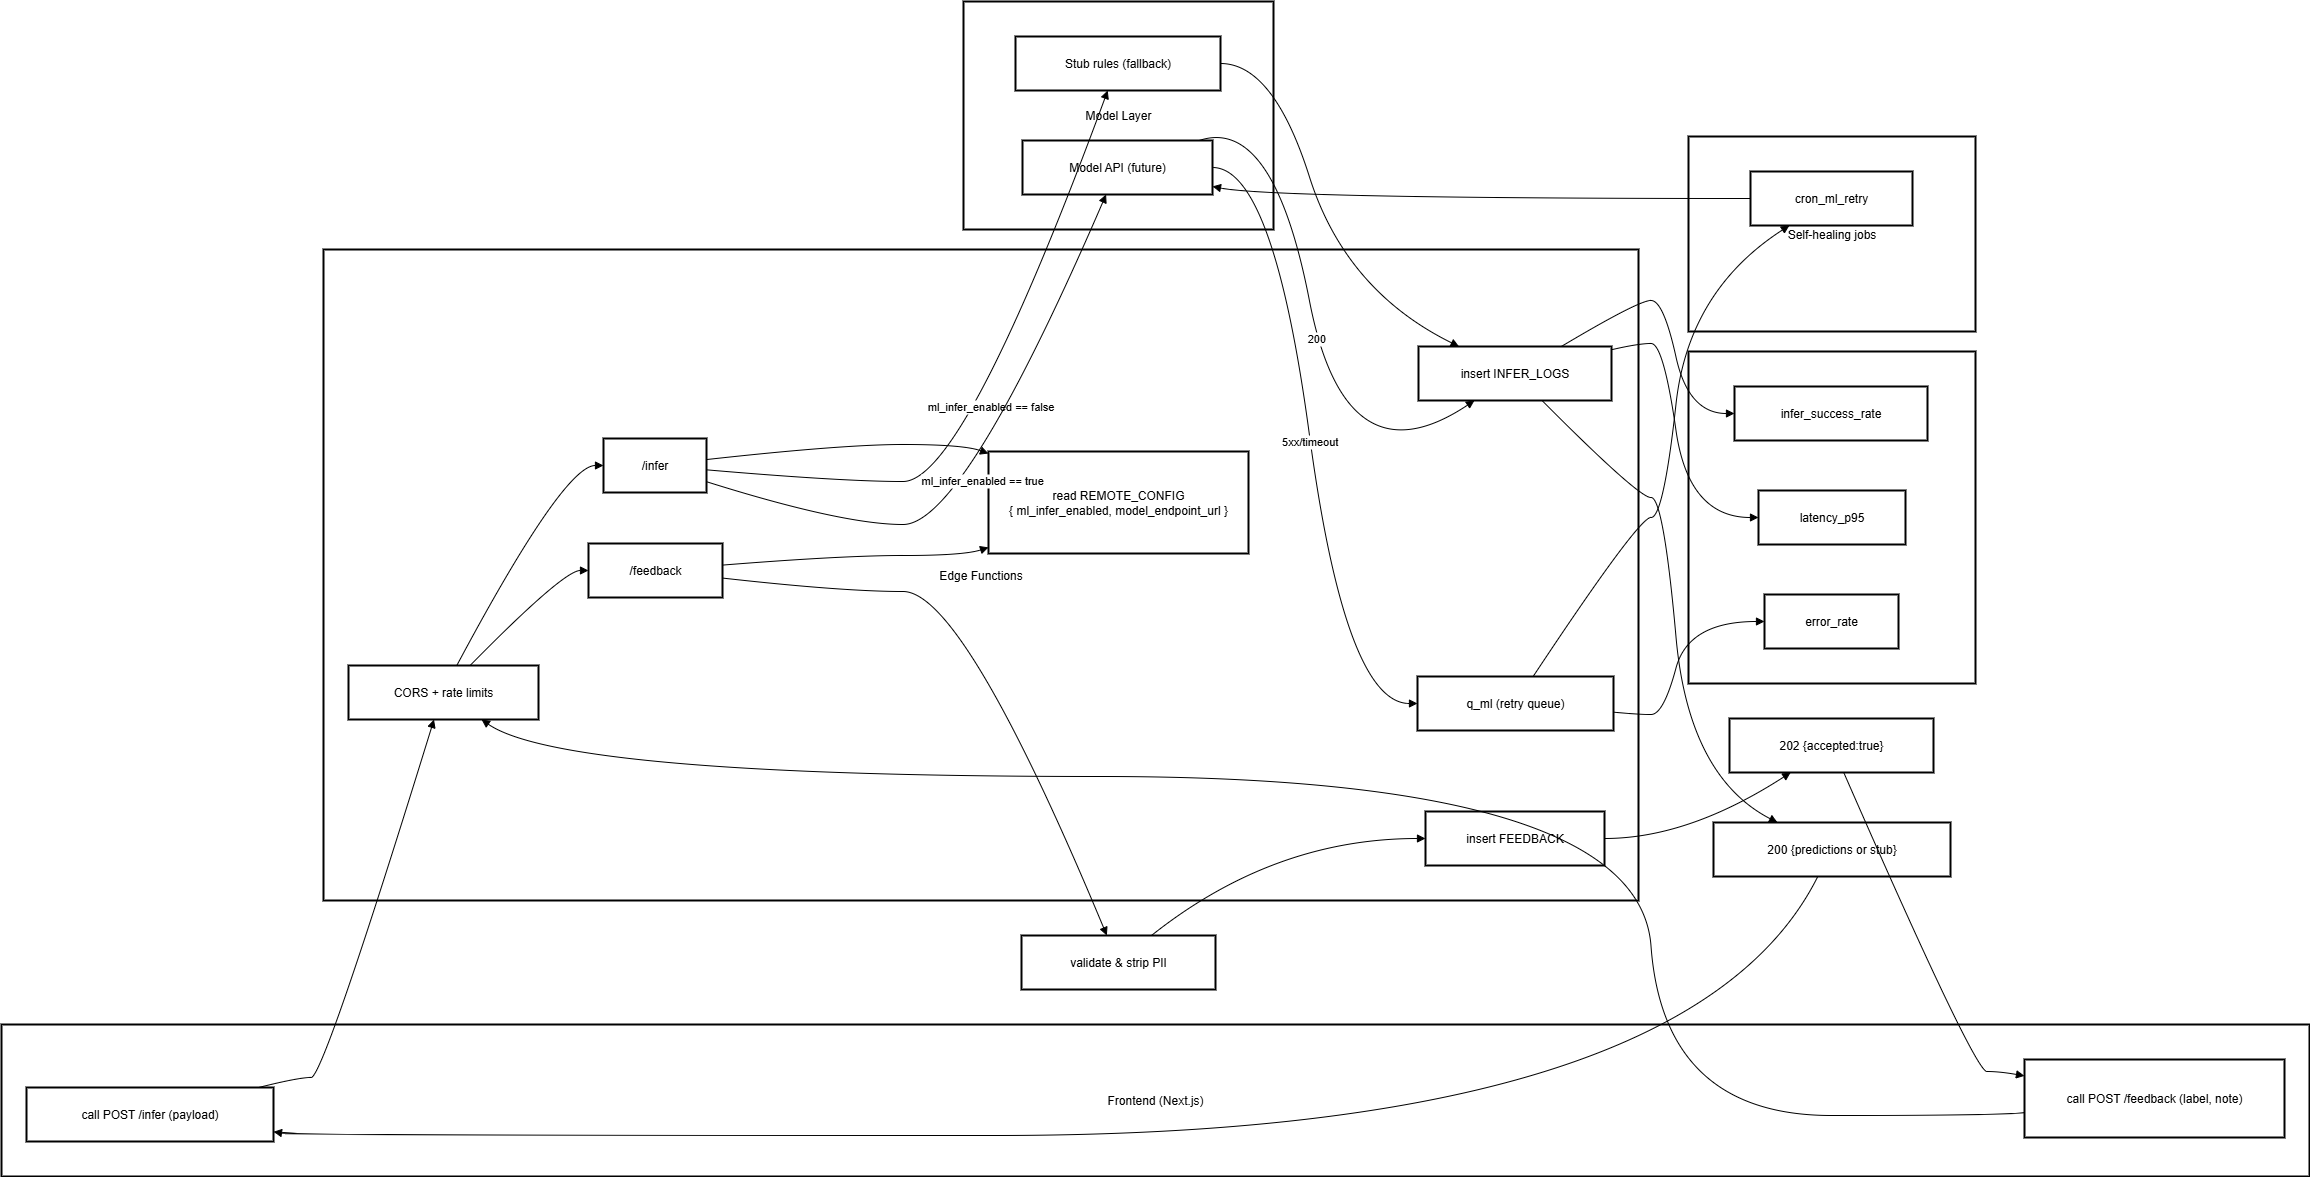 Stub rules (fallback)
Model Layer
Model API (future)
cron_ml_retry
Self-healing jobs
200
insert INFER_LOGS
ml_infer_enabled == false
infer_success_rate
5xx/timeout
/infer
ml_infer_enabled == true
read REMOTE_CONFIG
{ ml_infer_enabled, model_endpoint_url }
latency_p95
/feedback
Edge Functions
error_rate
CORS + rate limits
q_ml (retry queue)
202 {accepted:true}
insert FEEDBACK
200 {predictions or stub}
validate & strip PII
Frontend (Next.js)
call POST /infer (payload)
call POST /feedback (label, note)